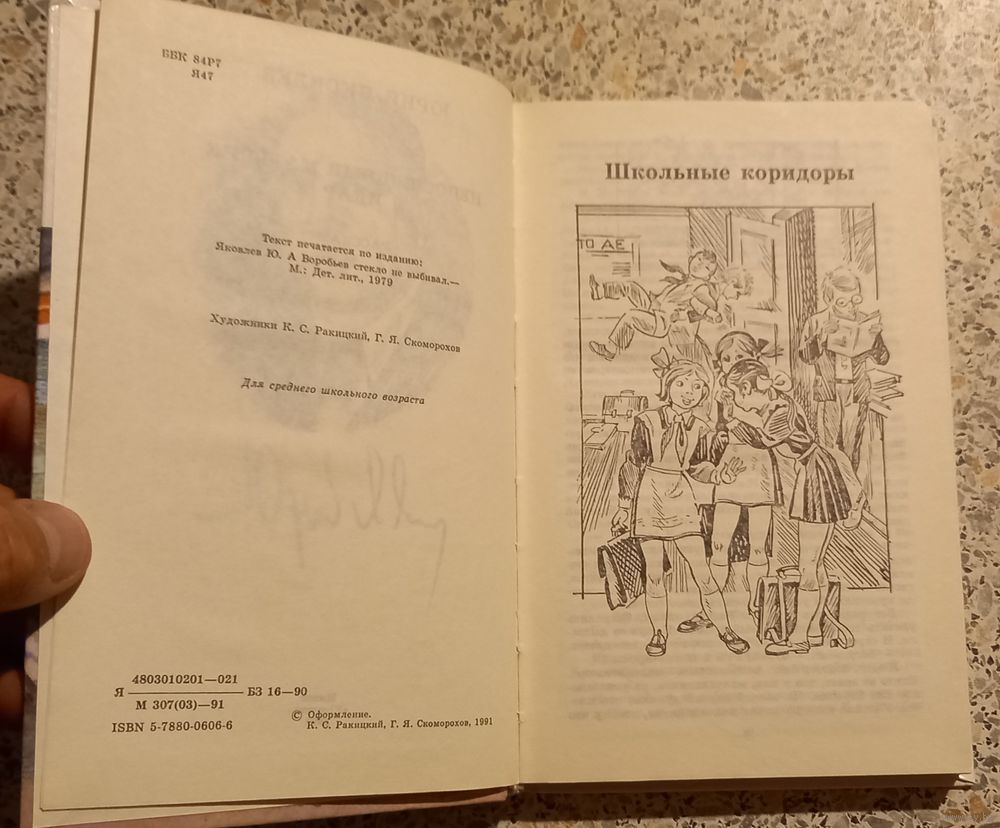 ББК 84Р7
Я47
Текст печатается по изданию:
Яковлев Ю. А Воробьев стекло не выбивал.—
М.: Дет. лит., 1979
Художники К. С. Ракицкий, Г. Я. Скоморохов
Для среднего школьного возраста
4803010201—021
Я БЗ 16—90
М 307(03)—91
ISBN 5-7880-0606-6
© Оформление.
К. С. Ракицкий, Г. Я. Скоморохов, 1991
Школьные коридоры